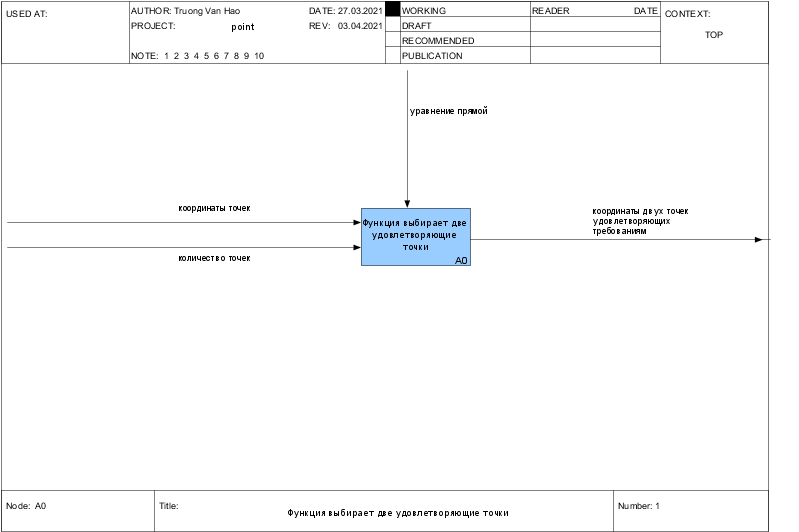 USED AT:
AUTHOR: Truong Van Hao
DATE: 27.03.2021
PROJECT: point
REV: 03.04.2021
NOTE: 1 2 3 4 5 6 7 8 9 10
WORKING
DRAFT
RECOMMENDED
PUBLICATION
READER DATE
CONTEXT:
TOP
уравнение прямой
координаты точек
количество точек
Функция выбирает две
удовлетворяющие
точки
A0
координаты двух точек
удовлетворяющих
требованиям
Node: A0
Title: Функция выбирает две удовлетворяющие точки
Number: 1